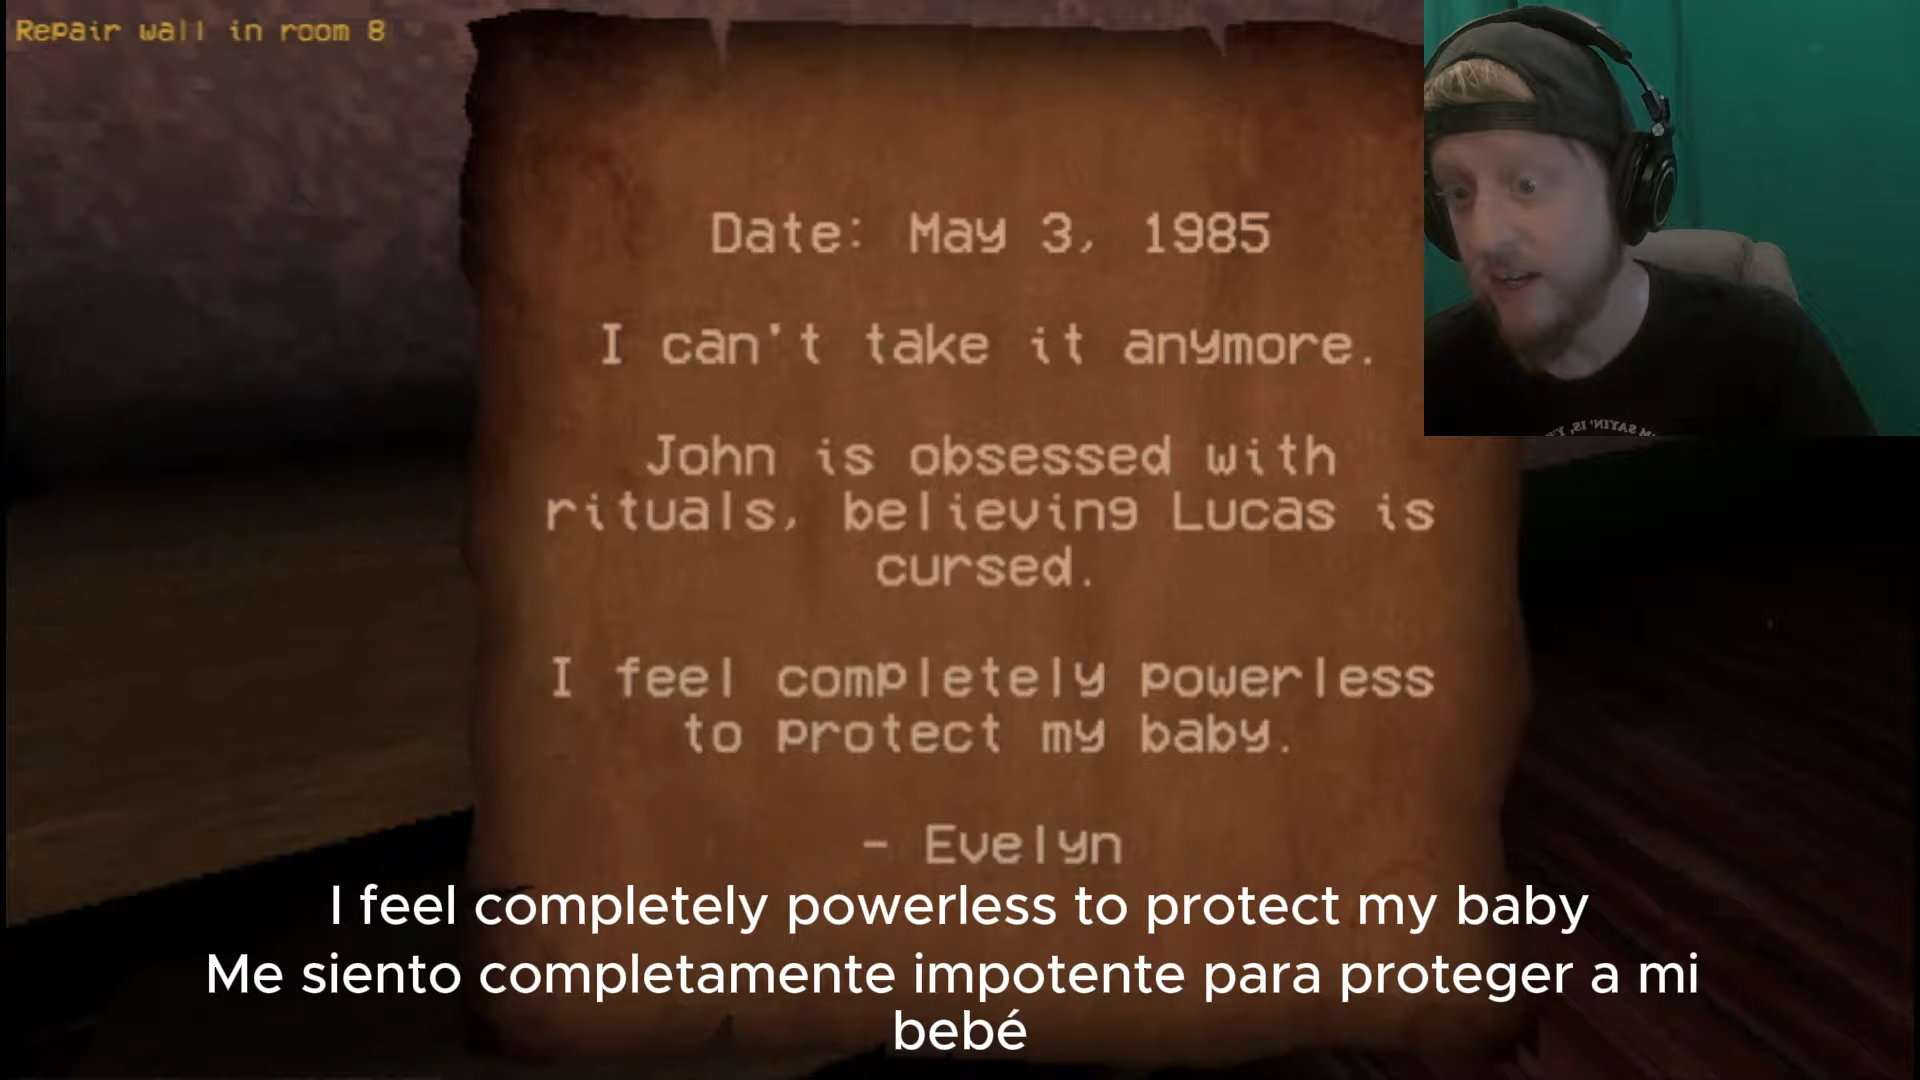 Repair wall in room 8
Date: May 3, 1985
I can't take it anymore.
John is obsessed with
rituals, believing Lucas is
cursed.
I feel completely powerless
to protect my baby.
- Evelyn
I feel completely powerless to protect my baby
Me siento completamente impotente para proteger a mi
bebé
SAYIN' IS,